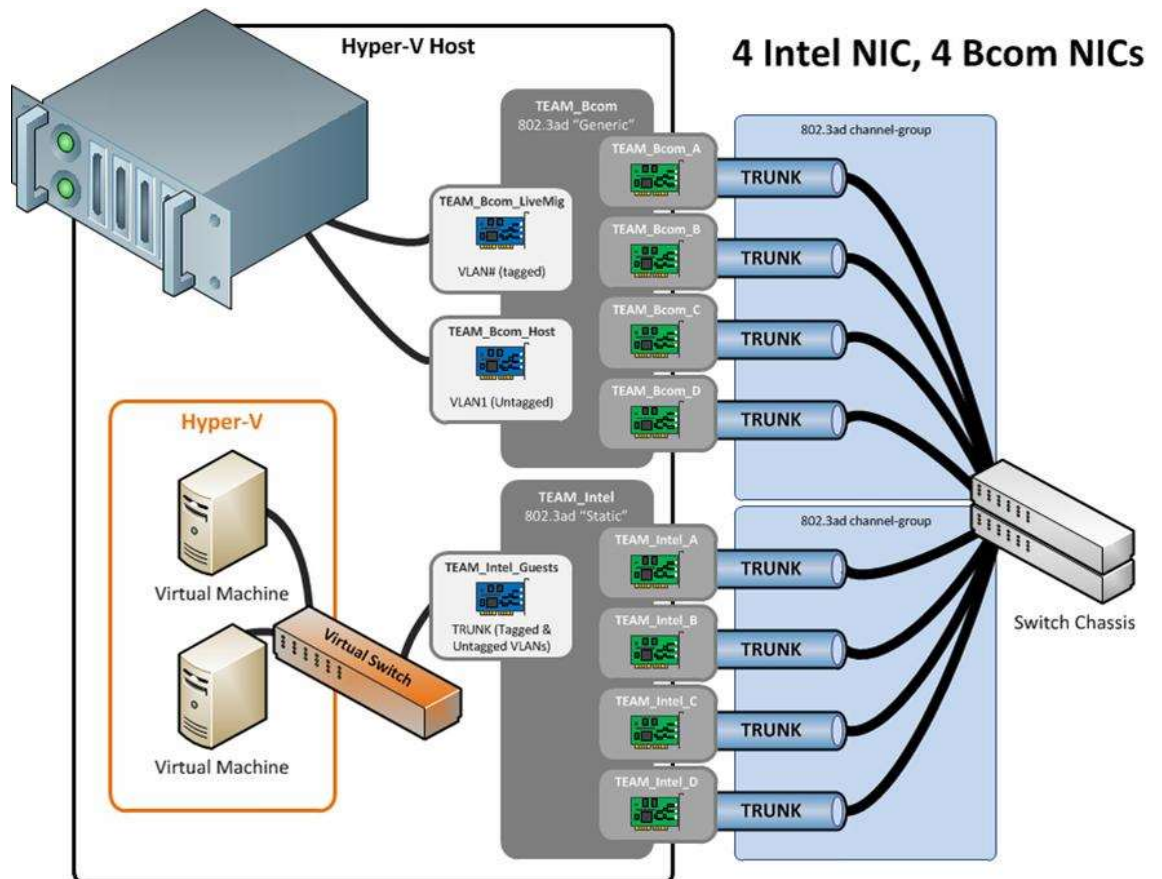 Hyper-V Host
4 Intel NIC, 4 Bcom NICs
TEAM_Bcom
802.3ad "Generic"
802.3ad channel-group
TEAM_Bcom_A
TRUNK
TEAM_Bcom_LiveMig
VLAN# (tagged)
TEAM_Bcom_B
TRUNK
TEAM_Bcom_Host
VLAN1 (Untagged)
TEAM_Bcom_C
TRUNK
TEAM_Bcom_D
TRUNK
Hyper-V
Virtual Machine
Virtual Machine
Virtual Switch
TEAM_Intel
802.3ad "Static"
802.3ad channel-group
TEAM_Intel_Guests
TRUNK (Tagged &
Untagged VLANs)
TEAM_Intel_A
TRUNK
TEAM_Intel_B
TRUNK
TEAM_Intel_C
TRUNK
TEAM_Intel_D
TRUNK
Switch Chassis